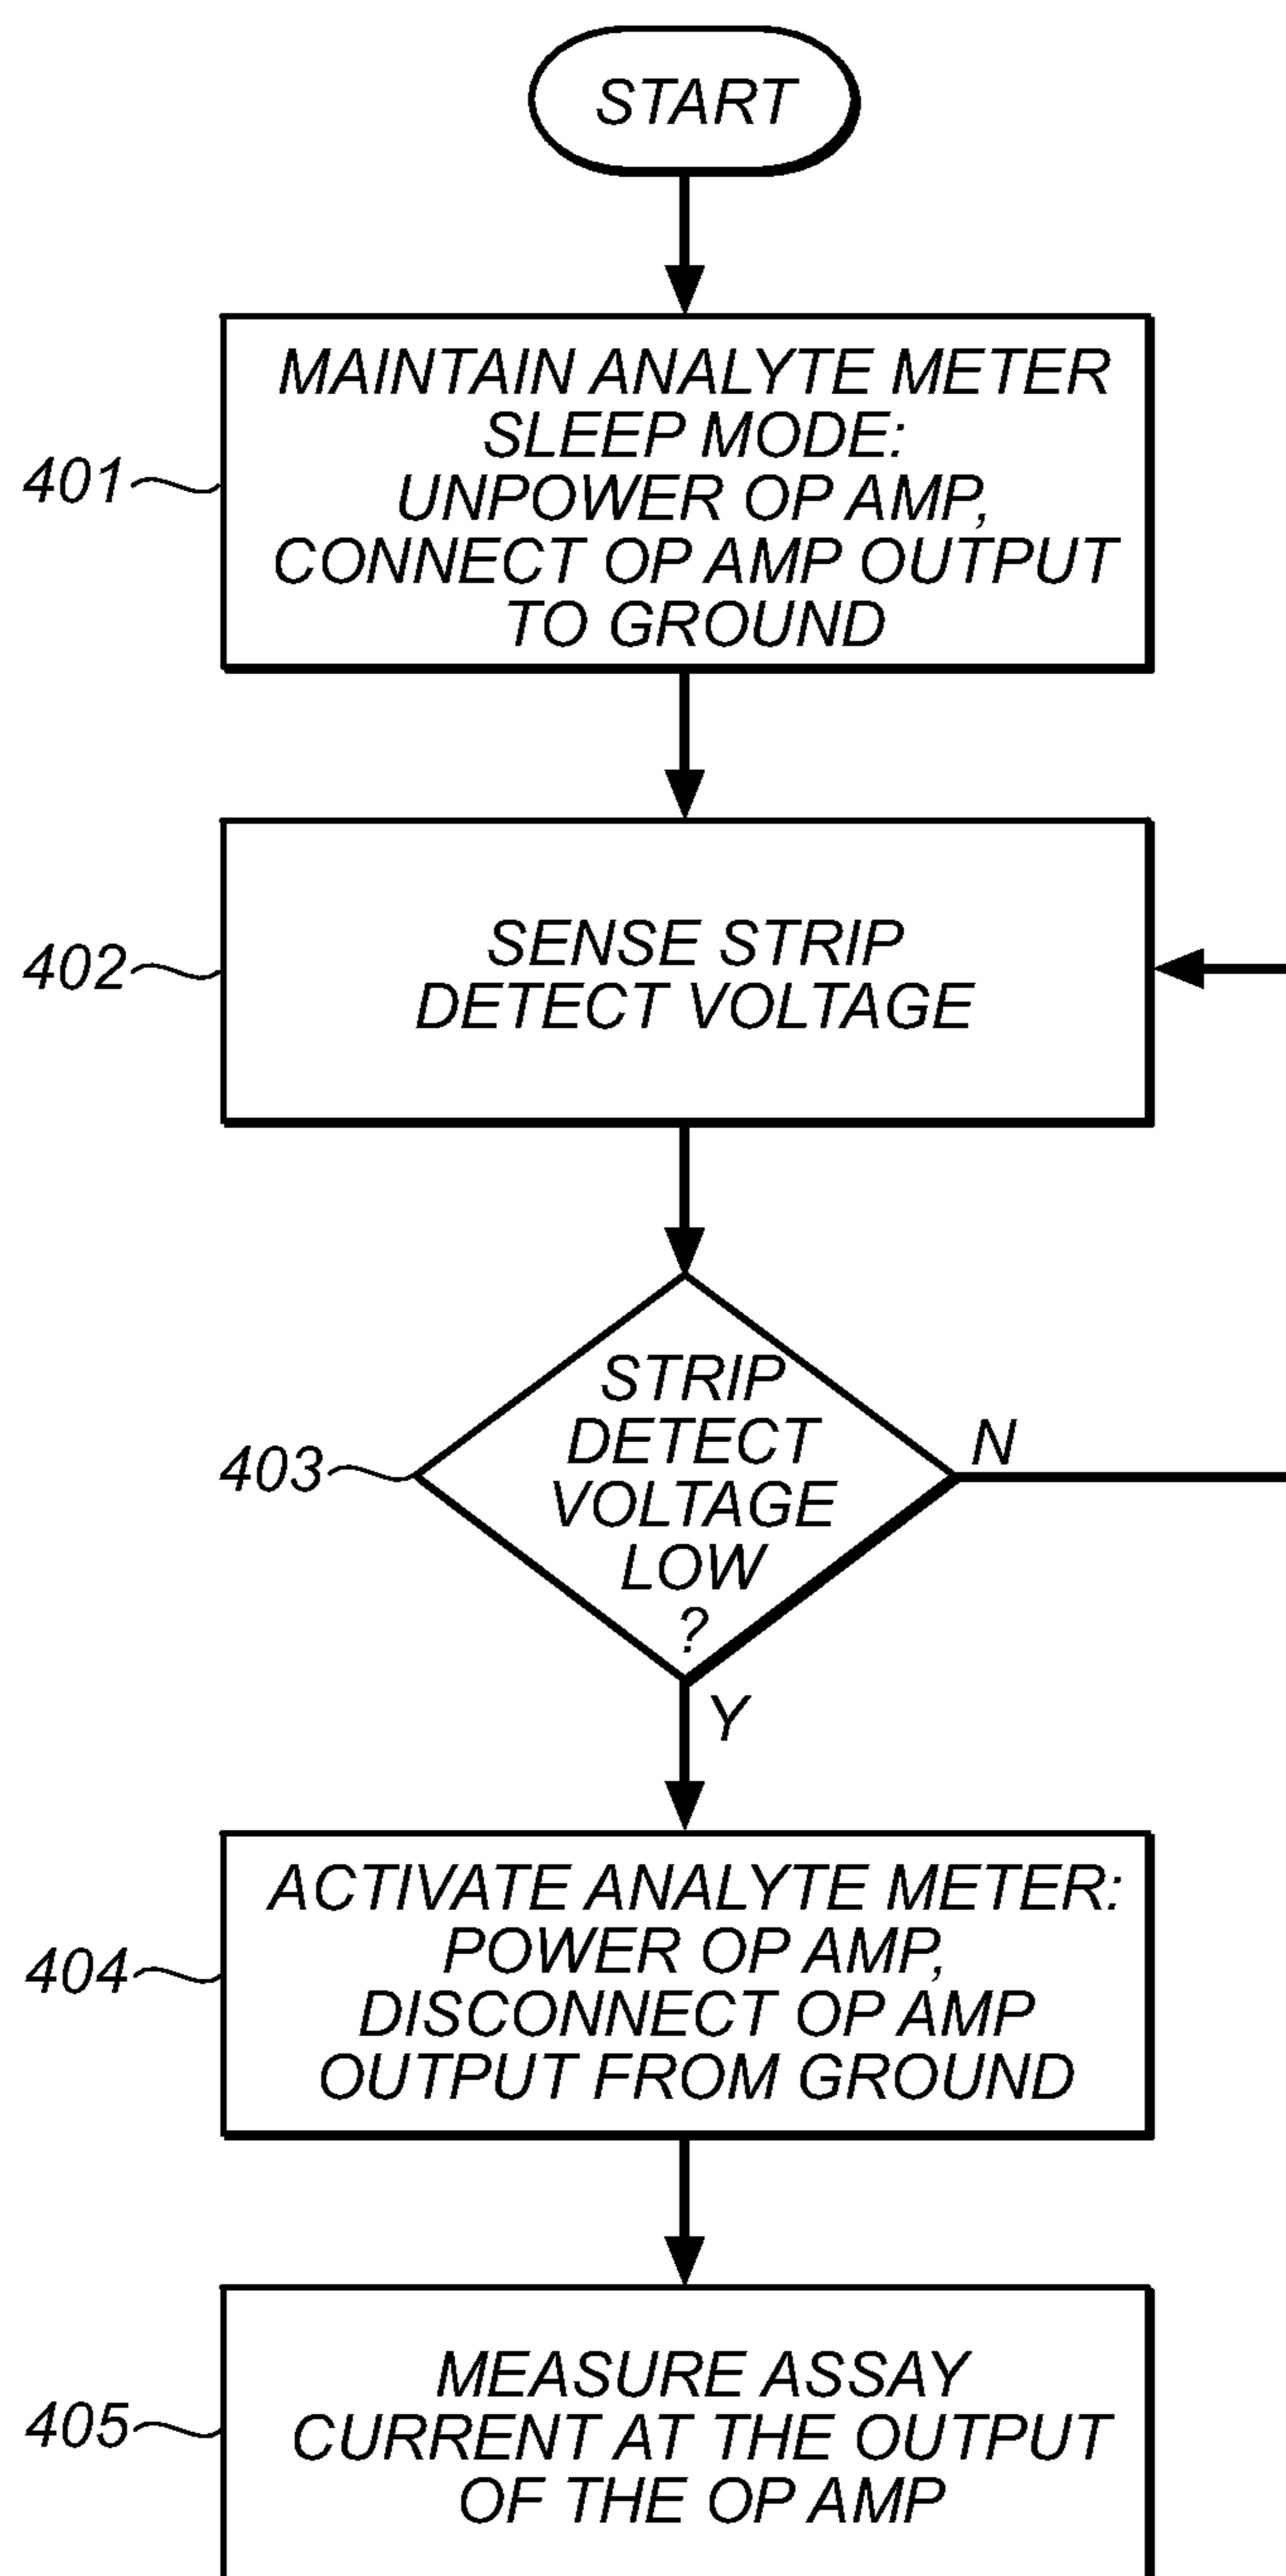 START
MAINTAIN ANALYTE METER
SLEEP MODE:
UNPOWER OP AMP,
CONNECT OP AMP OUTPUT
TO GROUND
401
SENSE STRIP
DETECT VOLTAGE
402
STRIP
DETECT
VOLTAGE
LOW
?
403
N
Y
ACTIVATE ANALYTE METER:
POWER OP AMP,
DISCONNECT OP AMP
OUTPUT FROM GROUND
404
MEASURE ASSAY
CURRENT AT THE OUTPUT
OF THE OP AMP
405